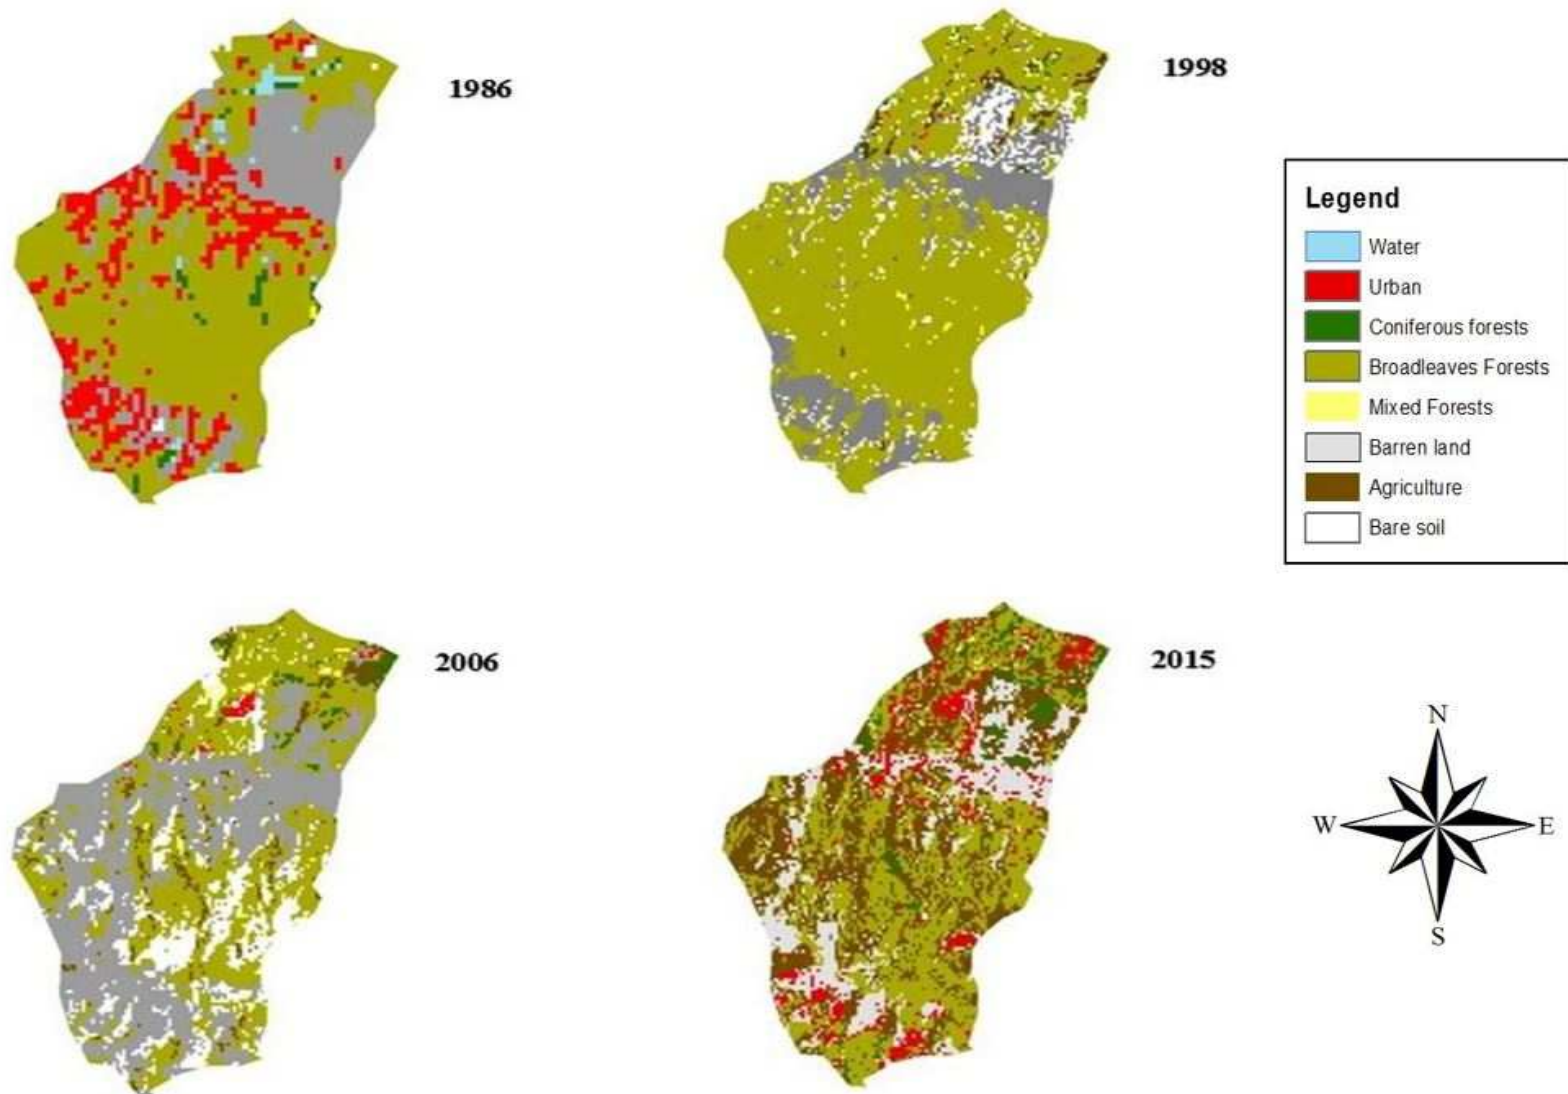 1986
1998
Legend
Water
Urban
Coniferous forests
Broadleaves Forests
Mixed Forests
Barren land
Agriculture
Bare soil
2006
2015
N
W
E
S